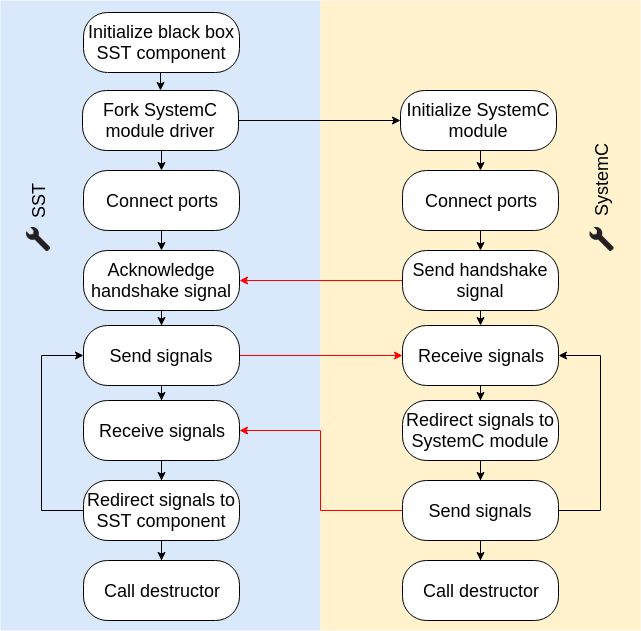 Initialize black box
SST component
Fork SystemC
module driver
Connect ports
Acknowledge
handshake signal
Send signals
Receive signals
Redirect signals to
SST component
Call destructor
SST
Initialize SystemC
module
Connect ports
Send handshake
signal
Receive signals
Redirect signals to
SystemC module
Send signals
Call destructor
SystemC